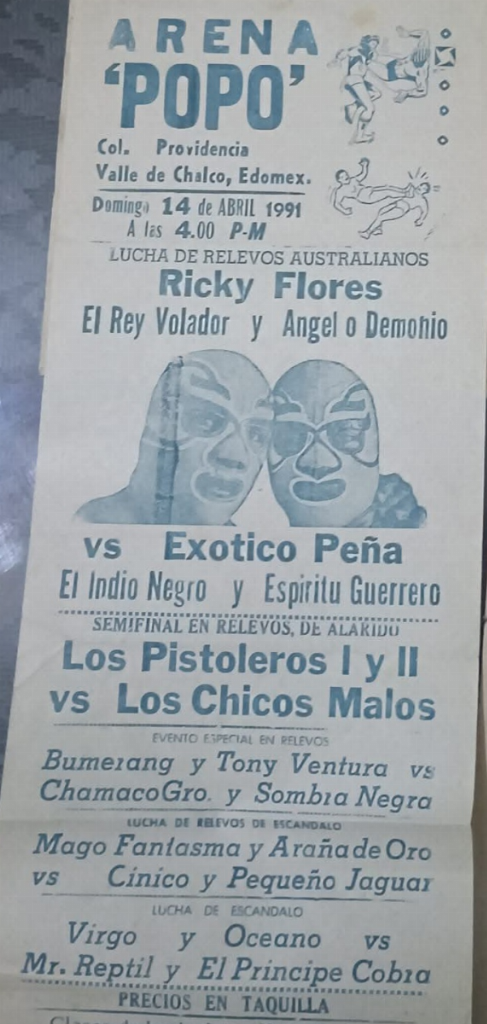 ARENA
'POPO'
Col. Providencia
Valle de Chalco, Edomex.
Domingo 14 de ABRIL 1991
A las 4.00 P-M
LUCHA DE RELEVOS AUSTRALIANOS
Ricky Flores
El Rey Volador y Angel o Demonio
vs Exotico Peña
El Indio Negro y Espiritu Guerrero
SEMIFINAL EN RELEVOS, DE ALARIDO
Los Pistoleros I y II
vs Los Chicos Malos
EVENTO ESPECIAL EN RELEVOS
Bumerang y Tony Ventura vs
Chamaco Gro. y Sombra Negra
LUCHA DE RELEVOS DE ESCANDALO
Mago Fantasma y Araña de Oro
vs Cínico y Pequeño Jaguar
LUCHA DE ESCANDALO
Virgo y Oceano vs
Mr. Reptil y El Principe Cobra
PRECIOS EN TAQUILLA